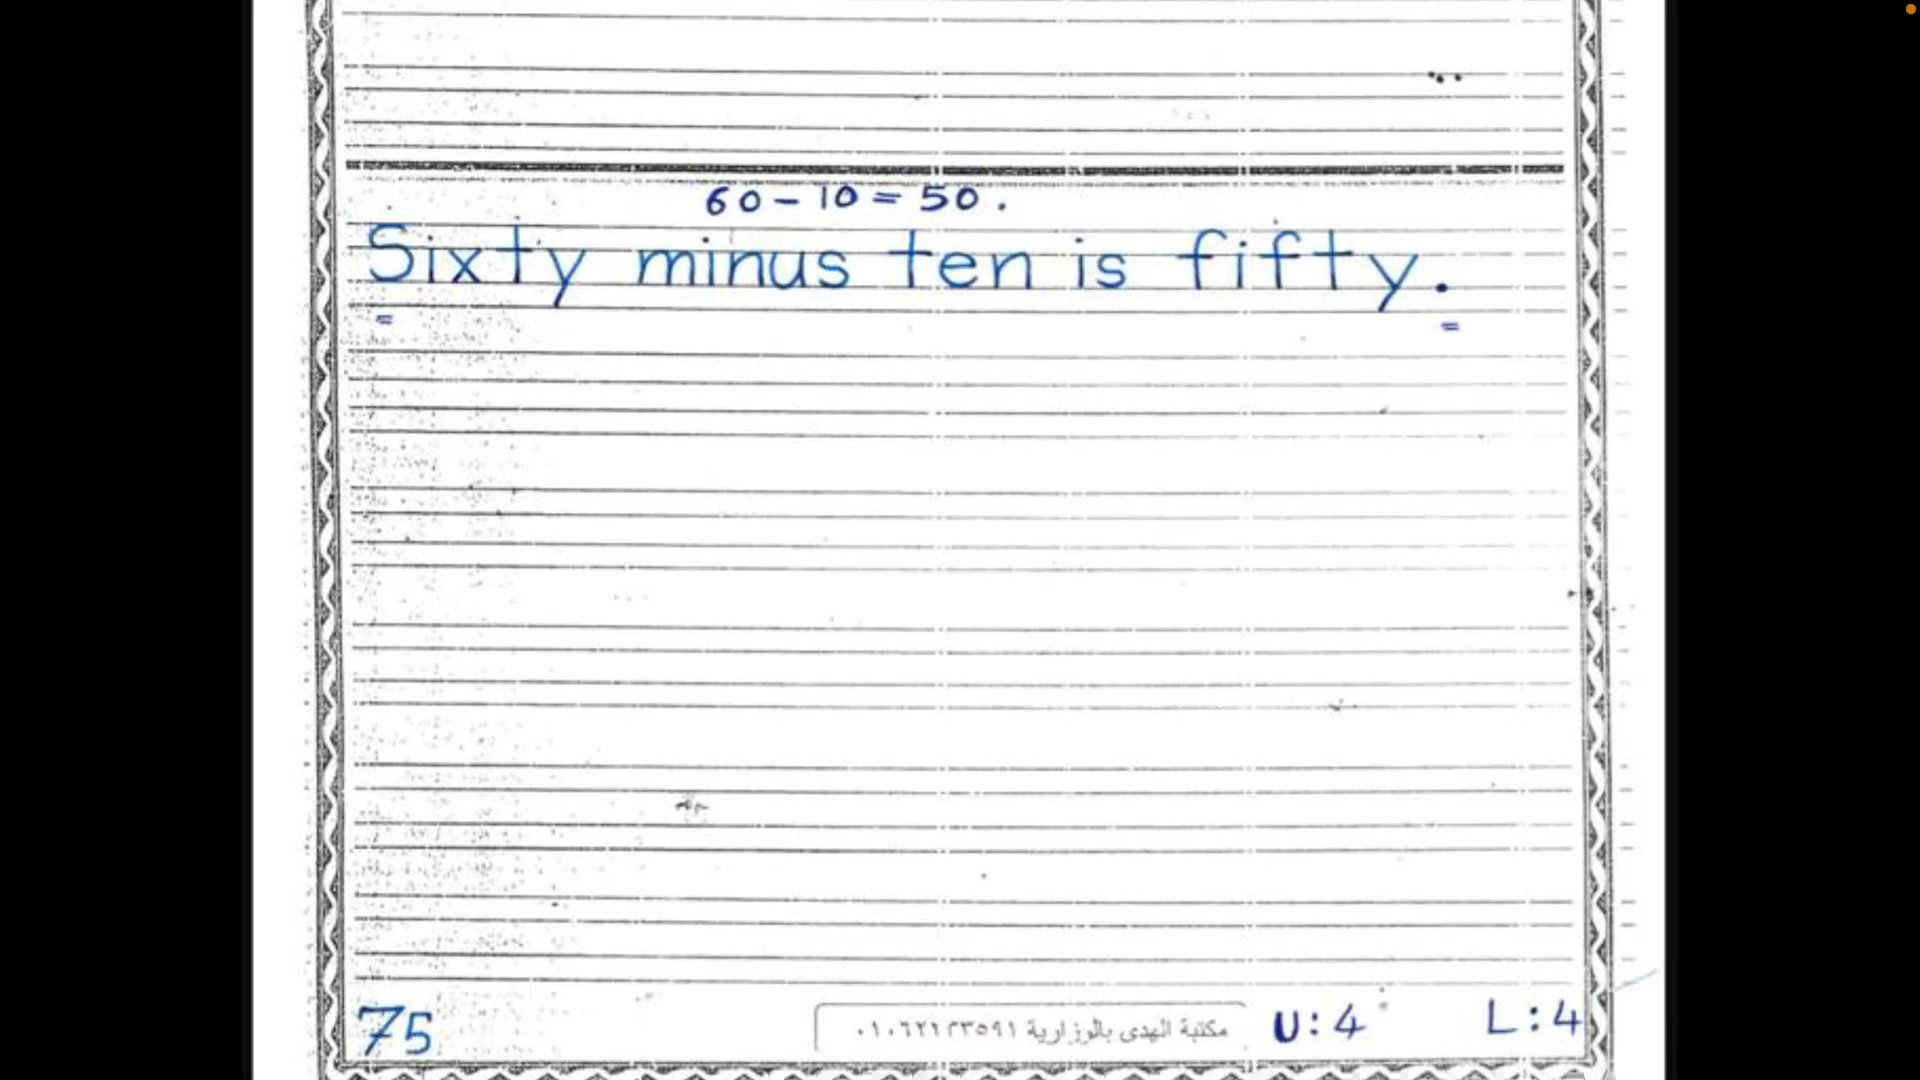 60 - 10 = 50.
Sixty minus ten is fifty.
=
=
75
مكتبة الهدى بالوزارية ٠١٠٦٢١٢٣٥٩١
U:4
L:4